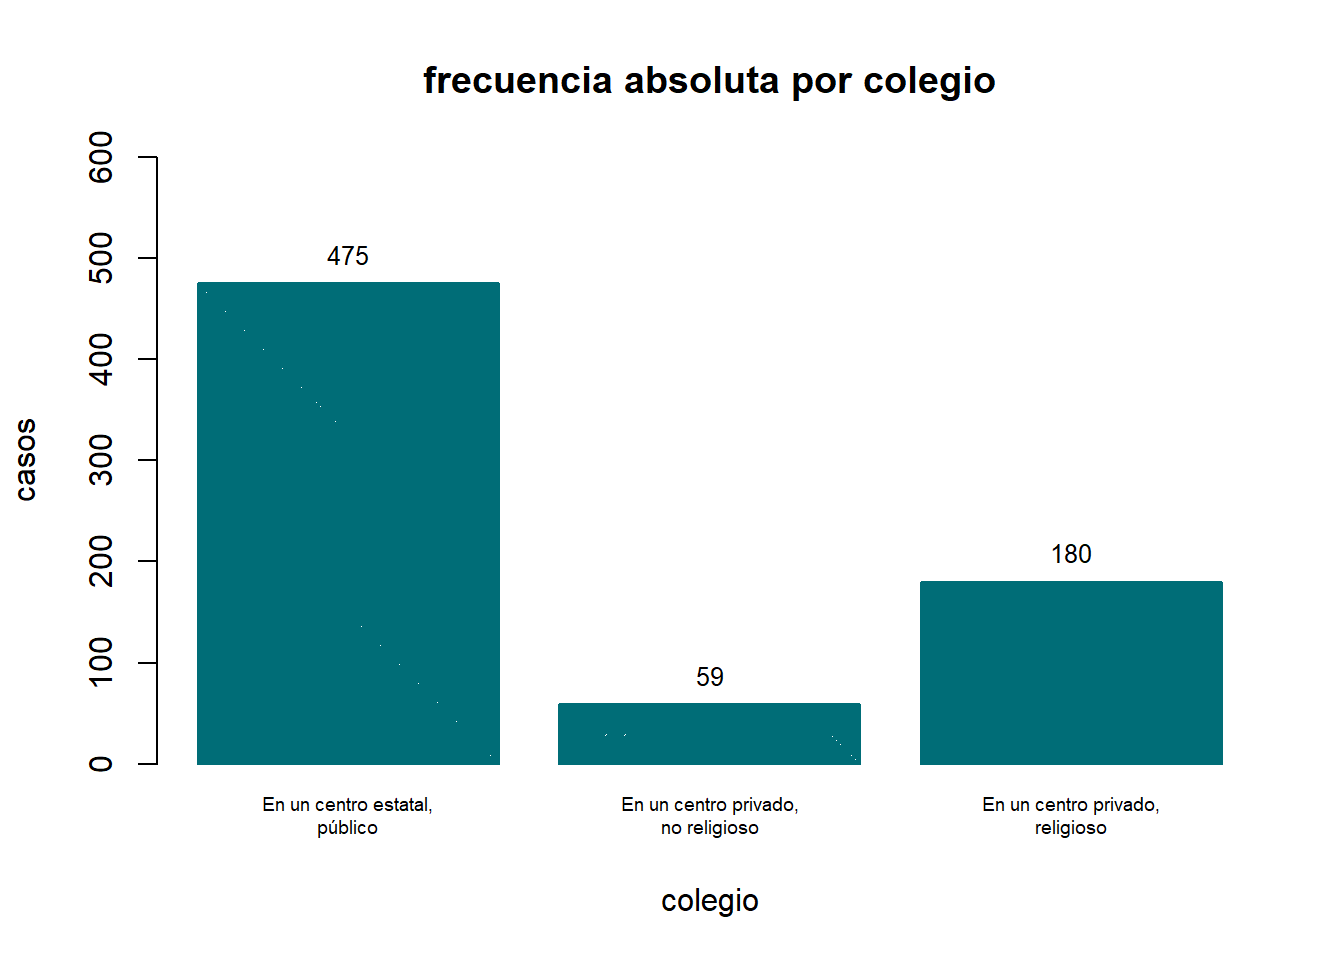 frecuencia absoluta por colegio
600
500
400
300
200
100
0
casos
475
59
180
En un centro estatal,
público
En un centro privado,
no religioso
En un centro privado,
religioso
colegio